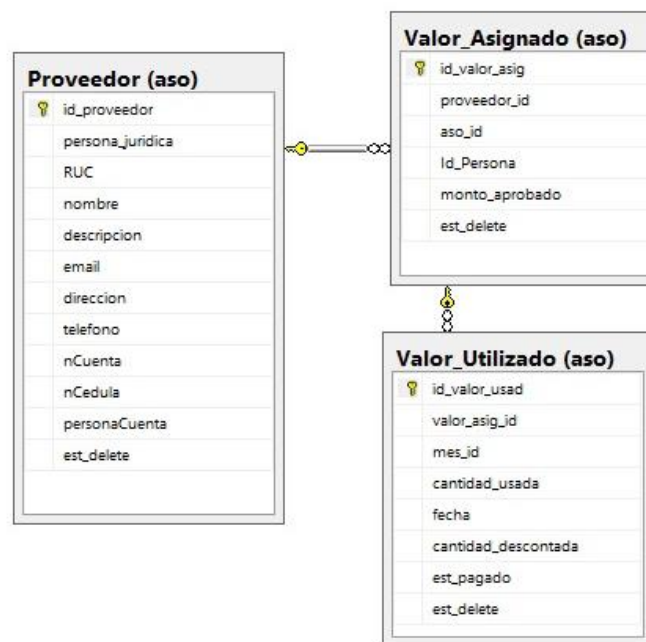 Proveedor (aso)
id_proveedor
persona_juridica
RUC
nombre
descripcion
email
direccion
telefono
nCuenta
nCedula
personaCuenta
est_delete
Valor_Asignado (aso)
id_valor_asig
proveedor_id
aso_id
Id_Persona
monto_aprobado
est_delete
Valor_Utilizado (aso)
id_valor_usad
valor_asig_id
mes_id
cantidad_usada
fecha
cantidad_descontada
est_pagado
est_delete